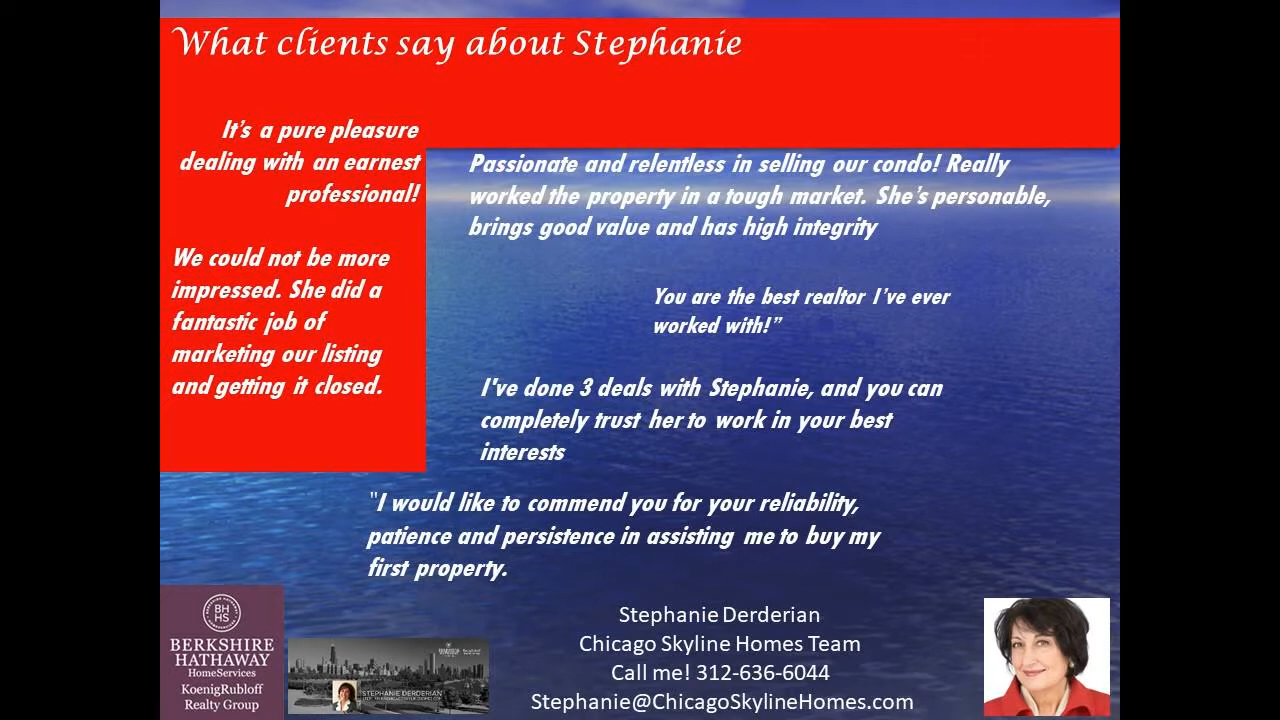 What clients say about Stephanie
It's a pure pleasure
dealing with an earnest
professional!
We could not be more
impressed. She did a
fantastic job of
marketing our listing
and getting it closed.
Passionate and relentless in selling our condo! Really
worked the property in a tough market. She's personable,
brings good value and has high integrity
You are the best realtor I've ever
worked with!”
I've done 3 deals with Stephanie, and you can
completely trust her to work in your best
interests
"I would like to commend you for your reliability,
patience and persistence in assisting me to buy my
first property.
BH
HS
BERKSHIRE
HATHAWAY
HomeServices
KoenigRubloff
Realty Group
STEPHANIE DERDERIAN
Stephanie Derderian
Chicago Skyline Homes Team
Call me! 312-636-6044
Stephanie@ChicagoSkylineHomes.com